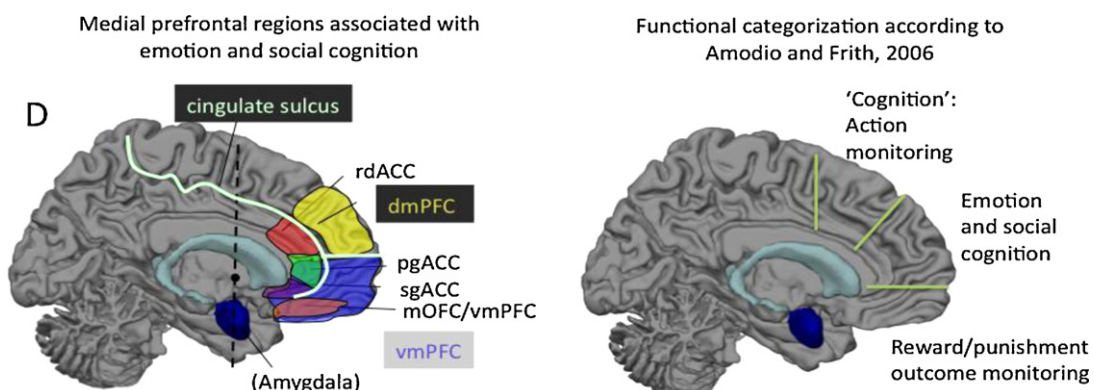 Medial prefrontal regions associated with
emotion and social cognition
D
cingulate sulcus
rdACC
dmPFC
pgACC
sgACC
mOFC/vmPFC
vmPFC
(Amygdala)
Functional categorization according to
Amodio and Frith, 2006
‘Cognition’:
Action
monitoring
Emotion
and social
cognition
Reward/punishment
outcome monitoring